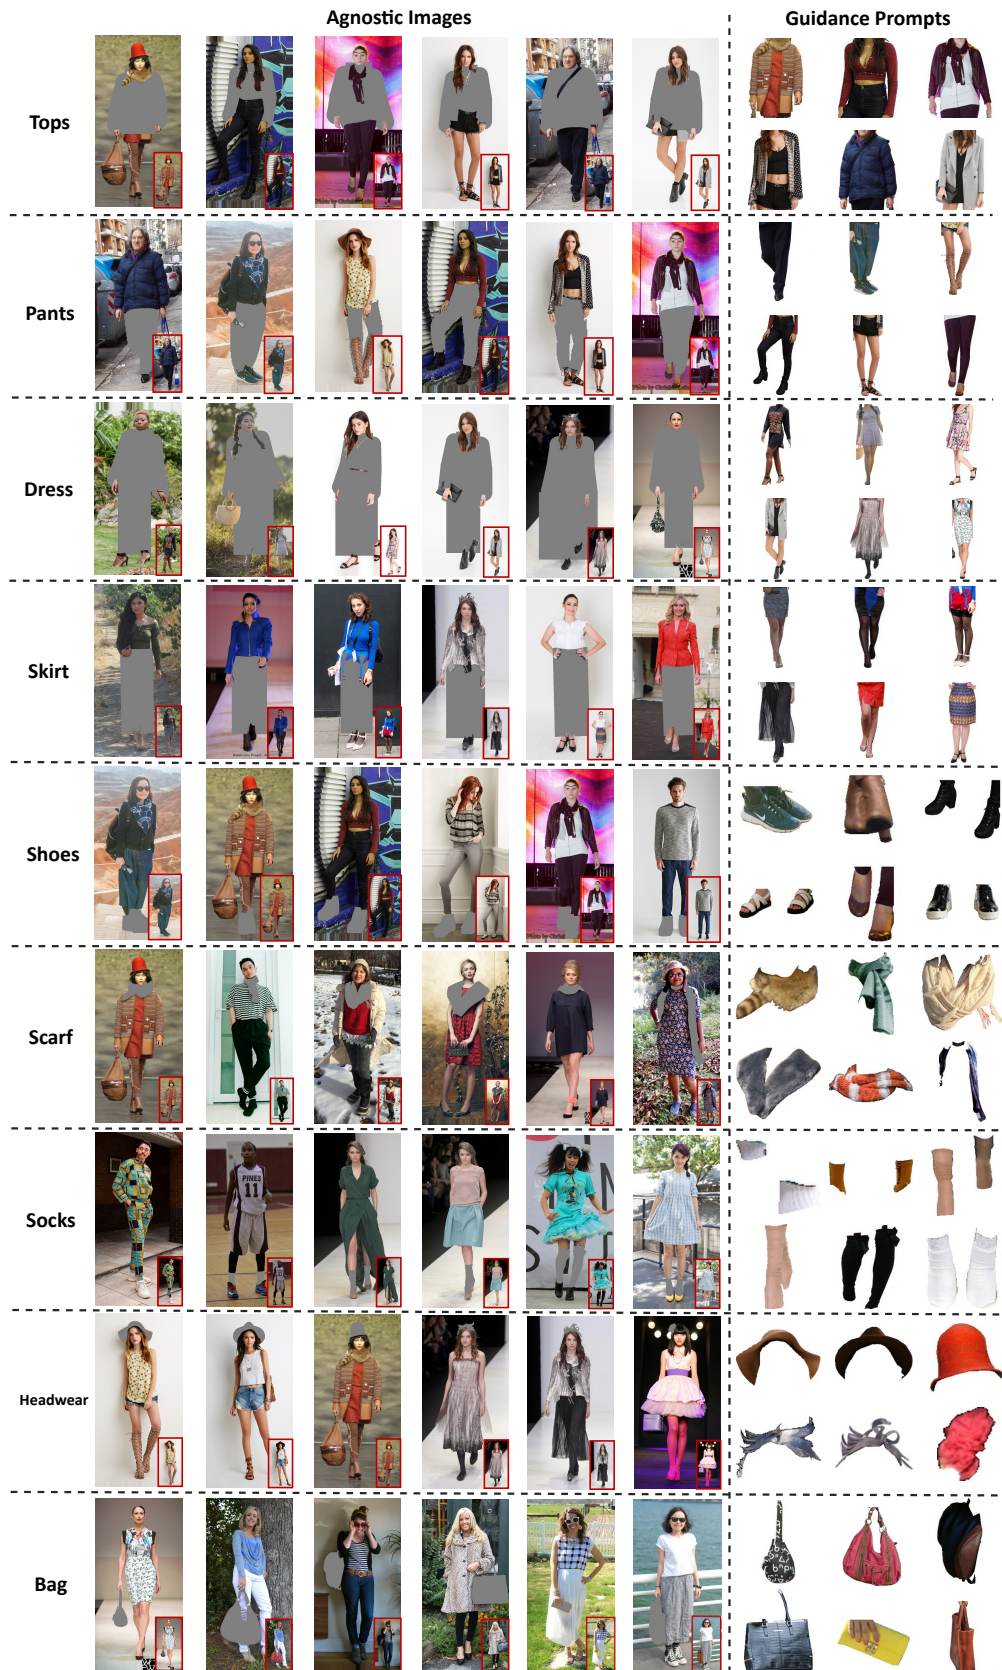 Agnostic Images
Guidance Prompts
Tops
Pants
Dress
Skirt
Shoes
Scarf
Socks
PINES
11
Headwear
Bag